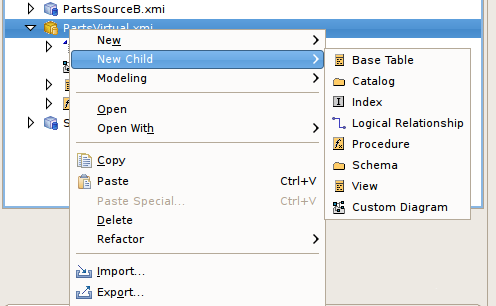 PartsSourceB.xmi
PartsVirtual.xmi
New
New Child
Modeling
Open
Open With
Copy
Paste Ctrl+V
Paste Special... Ctrl+V
Delete
Refactor
Import...
Export...
Base Table
Catalog
Index
Logical Relationship
Procedure
Schema
View
Custom Diagram
S